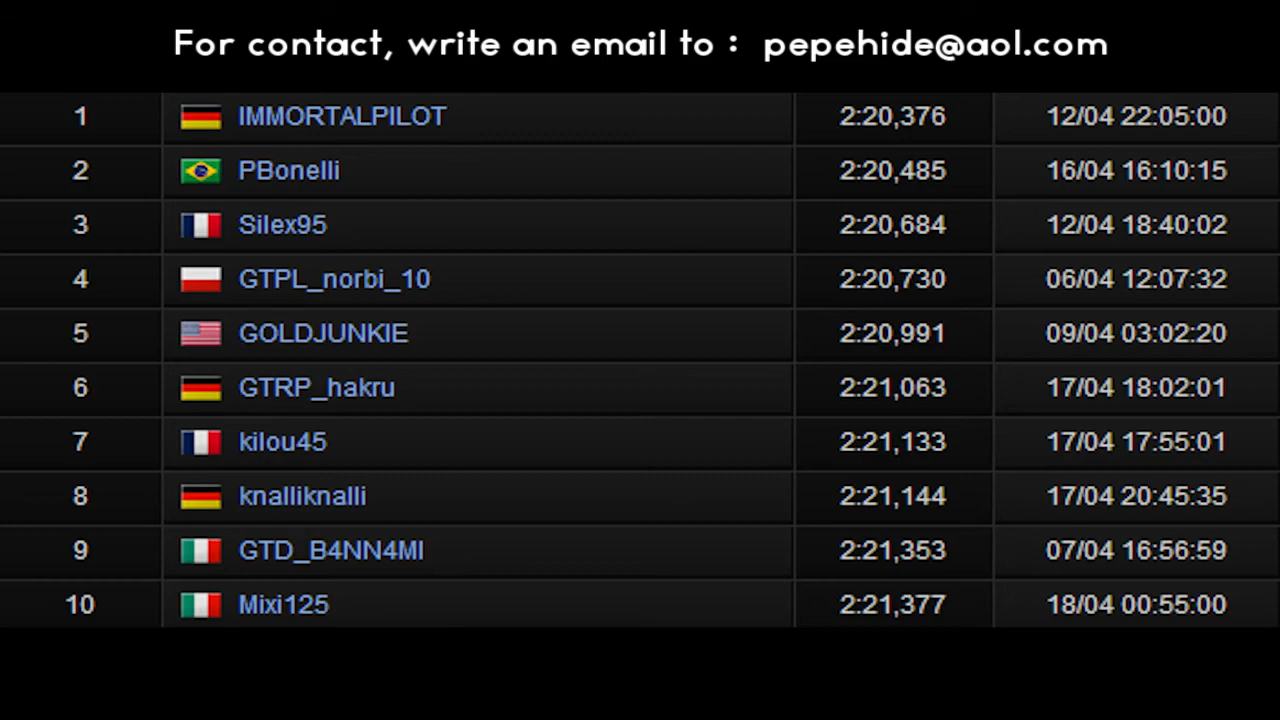 For contact, write an email to : pepehide@aol.com
1 IMMORTALPILOT 2:20,376 12/04 22:05:00
2 PBonelli 2:20,485 16/04 16:10:15
3 Silex95 2:20,684 12/04 18:40:02
4 GTPL_norbi_10 2:20,730 06/04 12:07:32
5 GOLDJUNKIE 2:20,991 09/04 03:02:20
6 GTRP_hakru 2:21,063 17/04 18:02:01
7 kilou45 2:21,133 17/04 17:55:01
8 knalliknalli 2:21,144 17/04 20:45:35
9 GTD_B4NN4MI 2:21,353 07/04 16:56:59
10 Mixi125 2:21,377 18/04 00:55:00